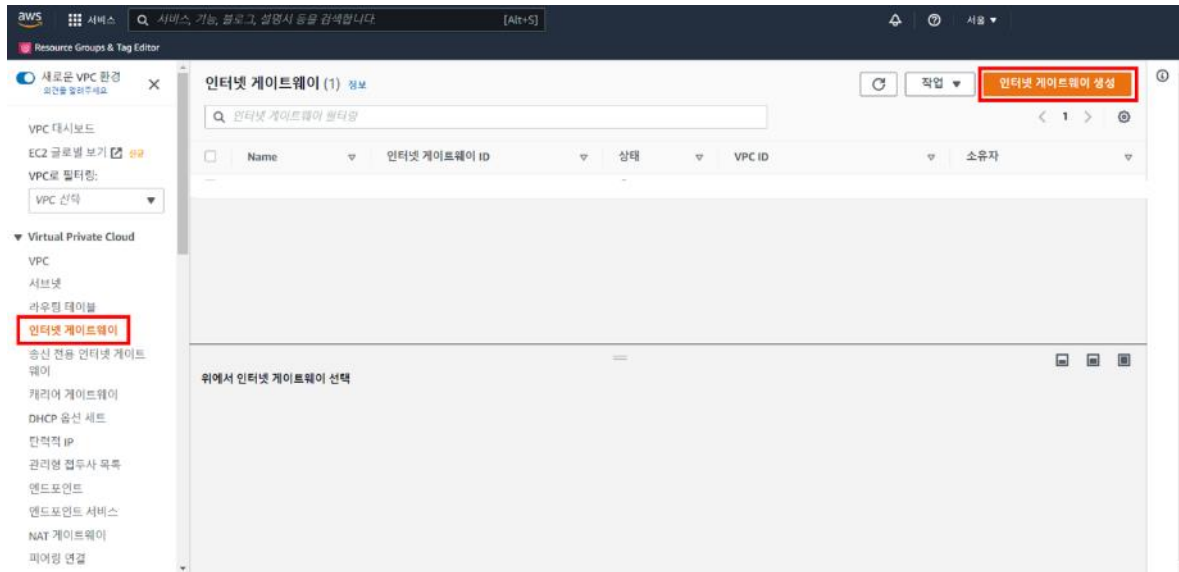 aws
서비스
서비스, 기능, 블로그, 설명서 등을 검색합니다.
[Alt+S]
서울
Resource Groups & Tag Editor
새로운 VPC 환경
의견을 알려주세요
VPC 대시보드
EC2 글로벌 보기 신규
VPC로 필터링:
VPC 선택
Virtual Private Cloud
VPC
서브넷
라우팅 테이블
인터넷 게이트웨이
송신 전용 인터넷 게이트
웨이
캐리어 게이트웨이
DHCP 옵션 세트
탄력적 IP
관리형 접두사 목록
엔드포인트
엔드포인트 서비스
NAT 게이트웨이
피어링 연결
인터넷 게이트웨이 (1) 정보
작업
인터넷 게이트웨이 생성
인터넷 게이트웨이 필터링
1
Name
인터넷 게이트웨이 ID
상태
VPC ID
소유자
위에서 인터넷 게이트웨이 선택